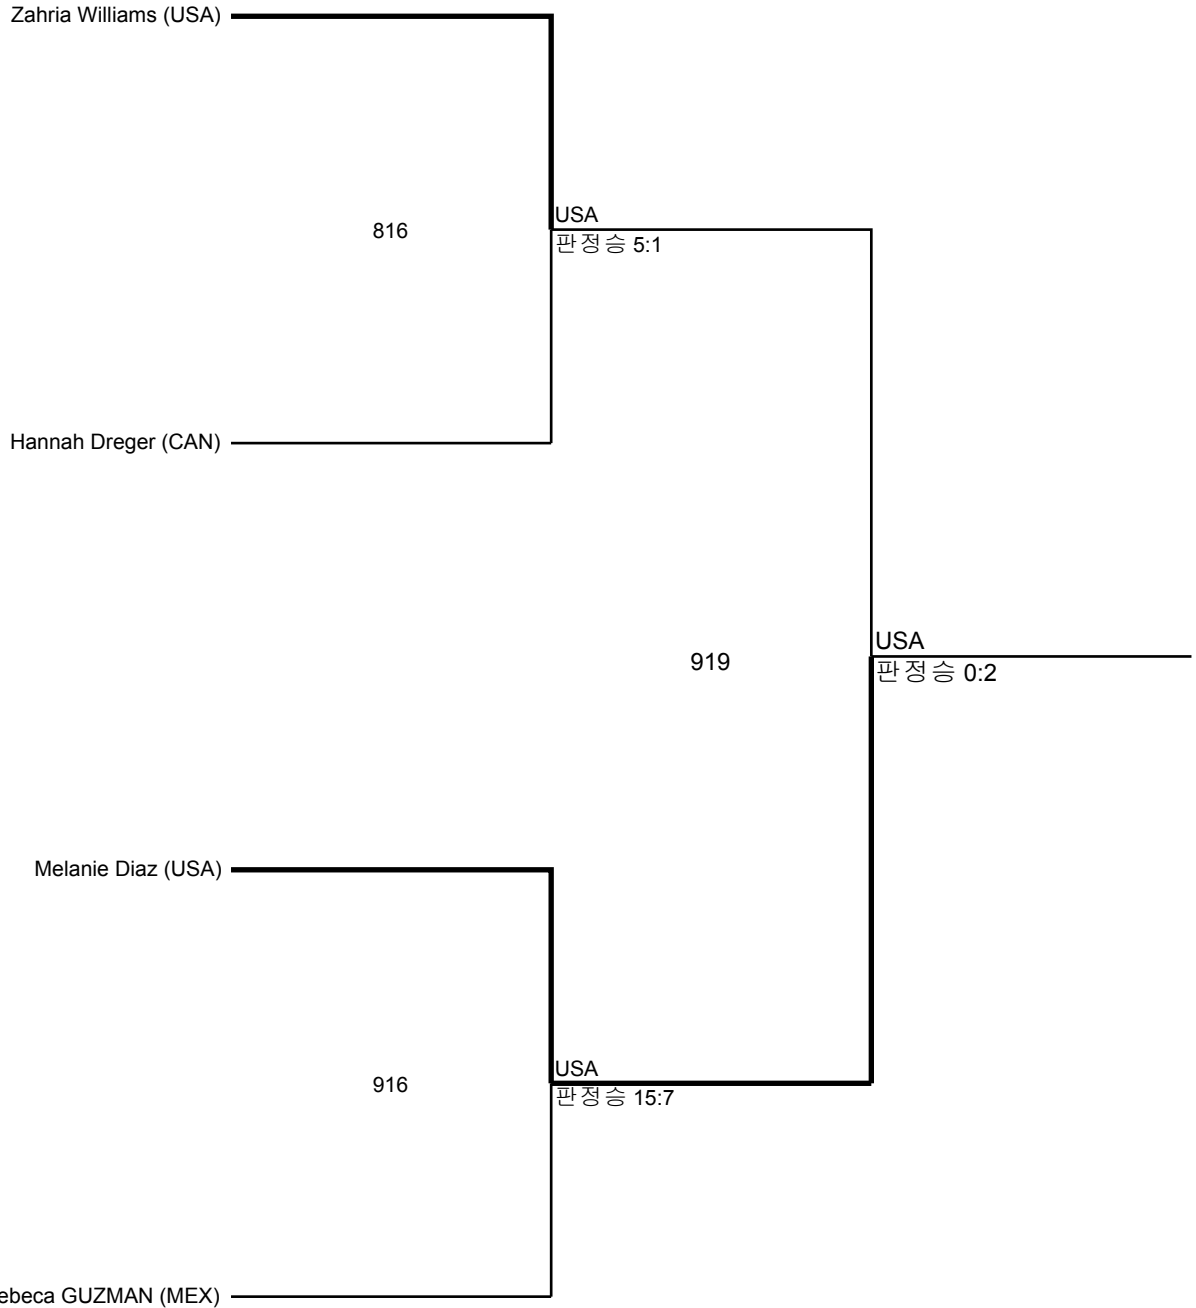 Zahria Williams (USA)
USA
816
판정승 5:1
Hannah Dreger (CAN)
USA
919
판정승 0:2
Melanie Diaz (USA)
USA
916
판정승 15:7
ebeca GUZMAN (MEX)